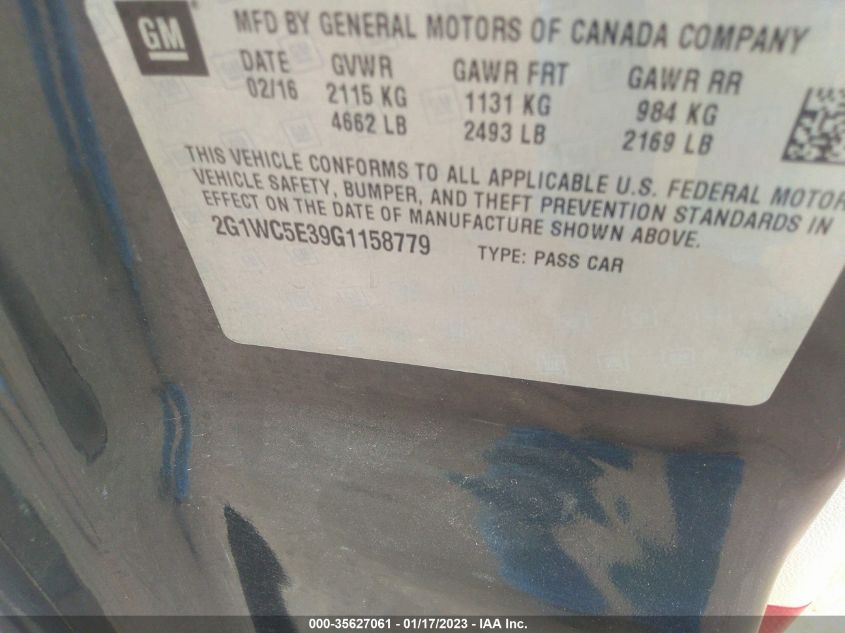 GM
MFD BY GENERAL MOTORS OF CANADA COMPANY
DATE GVWR GAWR FRT GAWR RR
02/16 2115 KG 1131 KG 984 KG
4662 LB 2493 LB 2169 LB
THIS VEHICLE CONFORMS TO ALL APPLICABLE U.S. FEDERAL MOTOR
VEHICLE SAFETY, BUMPER, AND THEFT PREVENTION STANDARDS IN
EFFECT ON THE DATE OF MANUFACTURE SHOWN ABOVE.
2G1WC5E39G1158779 TYPE: PASS CAR
000-35627061 - 01/17/2023 - IAA Inc.